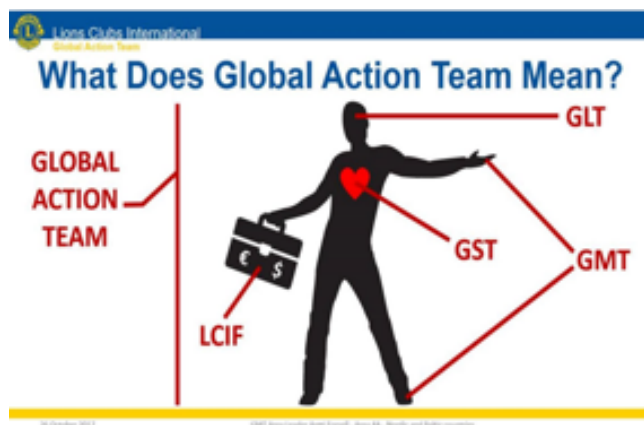 Lions Clubs International
Global Action Team
What Does Global Action Team Mean?
GLT
GLOBAL
ACTION
TEAM
GST
GMT
€ $
LCIF